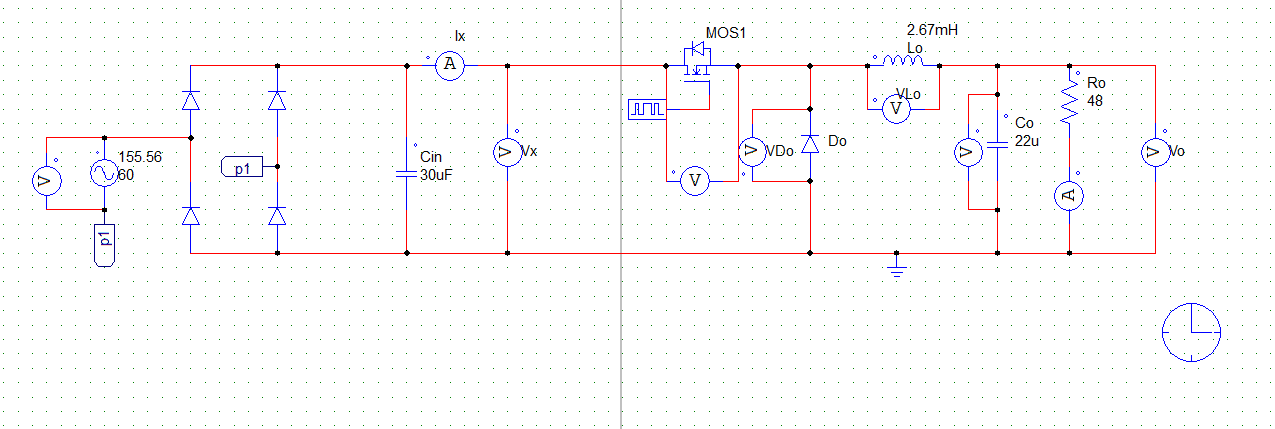 Ix
MOS1
2.67mH
Lo
VLo
Ro
48
Co
22u
Do
VDo
V
V
V
V
V
Vo
A
A
V
Vx
Cin
30uF
155.56
60
V
p1
p1